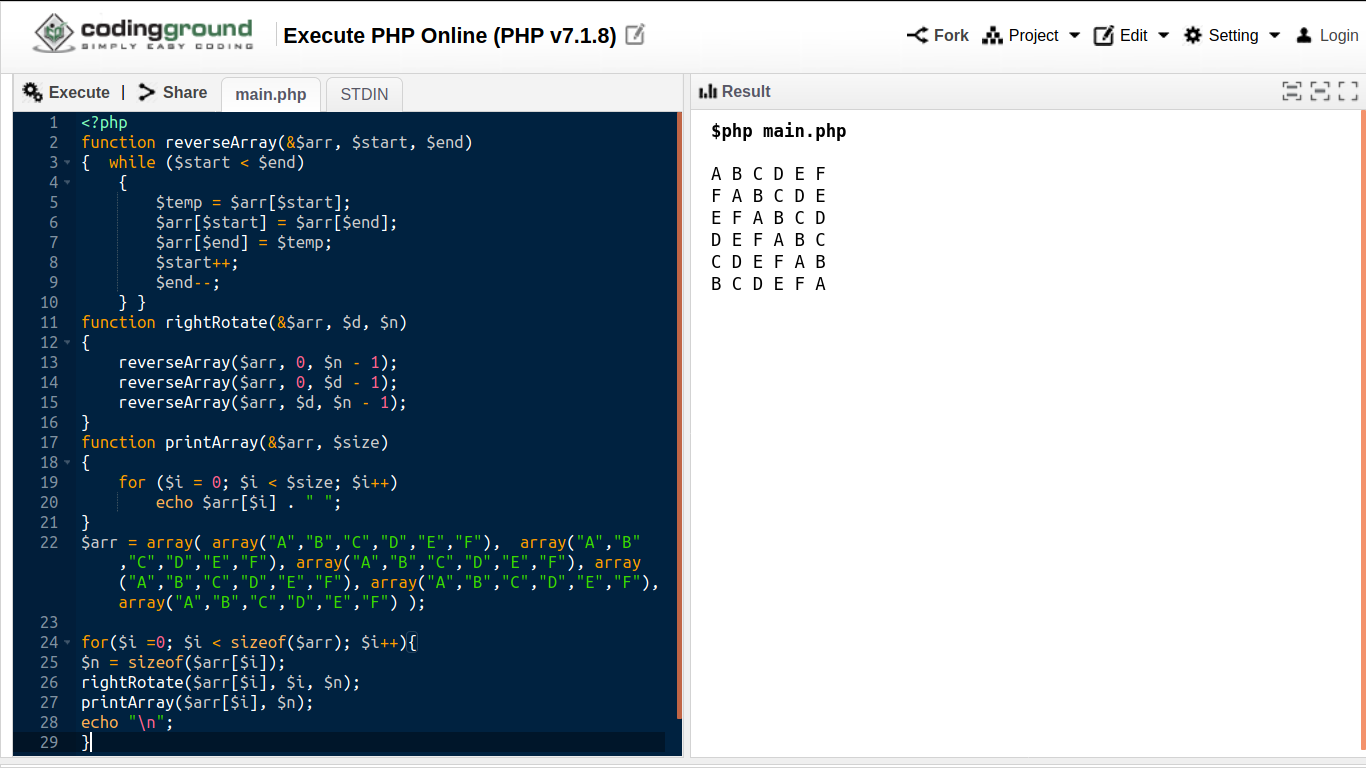 codingground
SIMPLY EASY CODING
Execute PHP Online (PHP v7.1.8)
Fork Project Edit Setting Login
Execute | Share main.php STDIN
1 <?php
2 function reverseArray(&$arr, $start, $end)
3 {  while ($start < $end)
4     {
5         $temp = $arr[$start];
6         $arr[$start] = $arr[$end];
7         $arr[$end] = $temp;
8         $start++;
9         $end--;
10     } }
11 function rightRotate(&$arr, $d, $n)
12 {
13     reverseArray($arr, 0, $n - 1);
14     reverseArray($arr, 0, $d - 1);
15     reverseArray($arr, $d, $n - 1);
16 }
17 function printArray(&$arr, $size)
18 {
19     for ($i = 0; $i < $size; $i++)
20         echo $arr[$i] . " ";
21 }
22 $arr = array( array("A","B","C","D","E","F"),  array("A","B"
,"C","D","E","F"), array("A","B","C","D","E","F"), array
("A","B","C","D","E","F"), array("A","B","C","D","E","F"),
array("A","B","C","D","E","F") );
23
24 for($i =0; $i < sizeof($arr); $i++){
25 $n = sizeof($arr[$i]);
26 rightRotate($arr[$i], $i, $n);
27 printArray($arr[$i], $n);
28 echo "\n";
29 }
Result
$php main.php
A B C D E F
F A B C D E
E F A B C D
D E F A B C
C D E F A B
B C D E F A